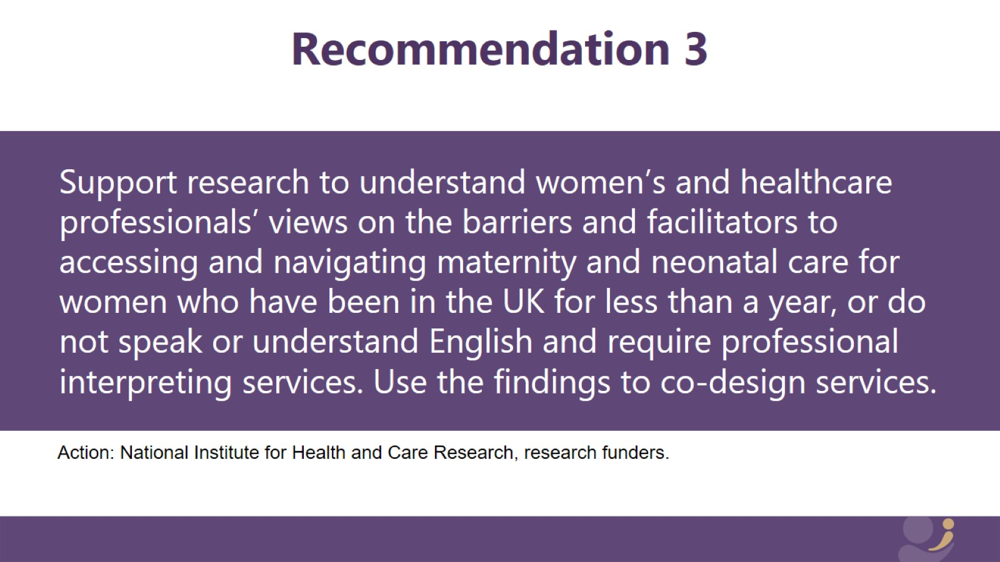 Recommendation 3
Support research to understand women’s and healthcare
professionals’ views on the barriers and facilitators to
accessing and navigating maternity and neonatal care for
women who have been in the UK for less than a year, or do
not speak or understand English and require professional
interpreting services. Use the findings to co-design services.
Action: National Institute for Health and Care Research, research funders.